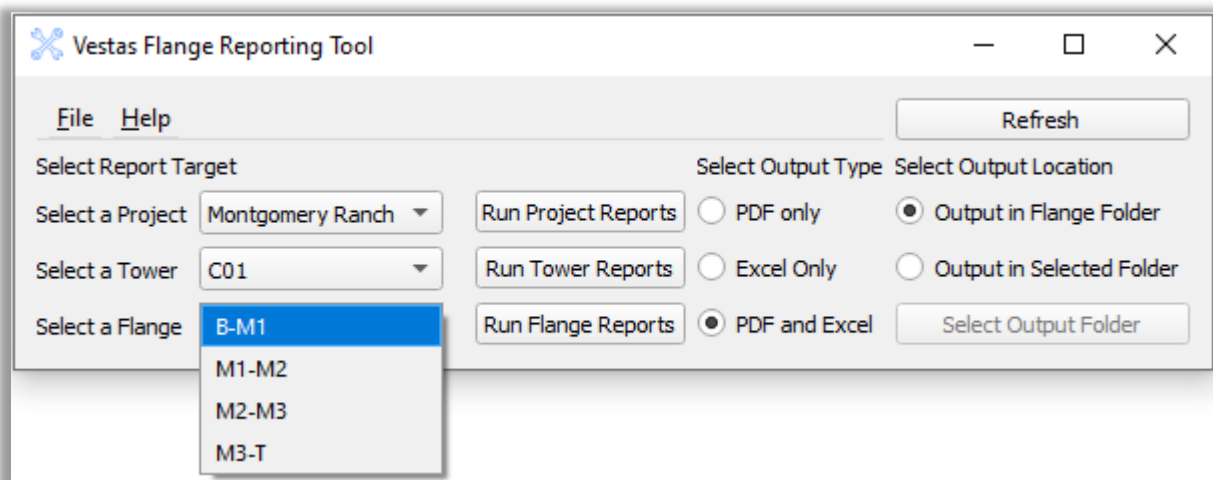 Vestas Flange Reporting Tool
File Help Refresh
Select Report Target Select Output Type Select Output Location
Select a Project Montgomery Ranch Run Project Reports PDF only Output in Flange Folder
Select a Tower C01 Run Tower Reports Excel Only Output in Selected Folder
Select a Flange B-M1 Run Flange Reports PDF and Excel Select Output Folder
M1-M2
M2-M3
M3-T